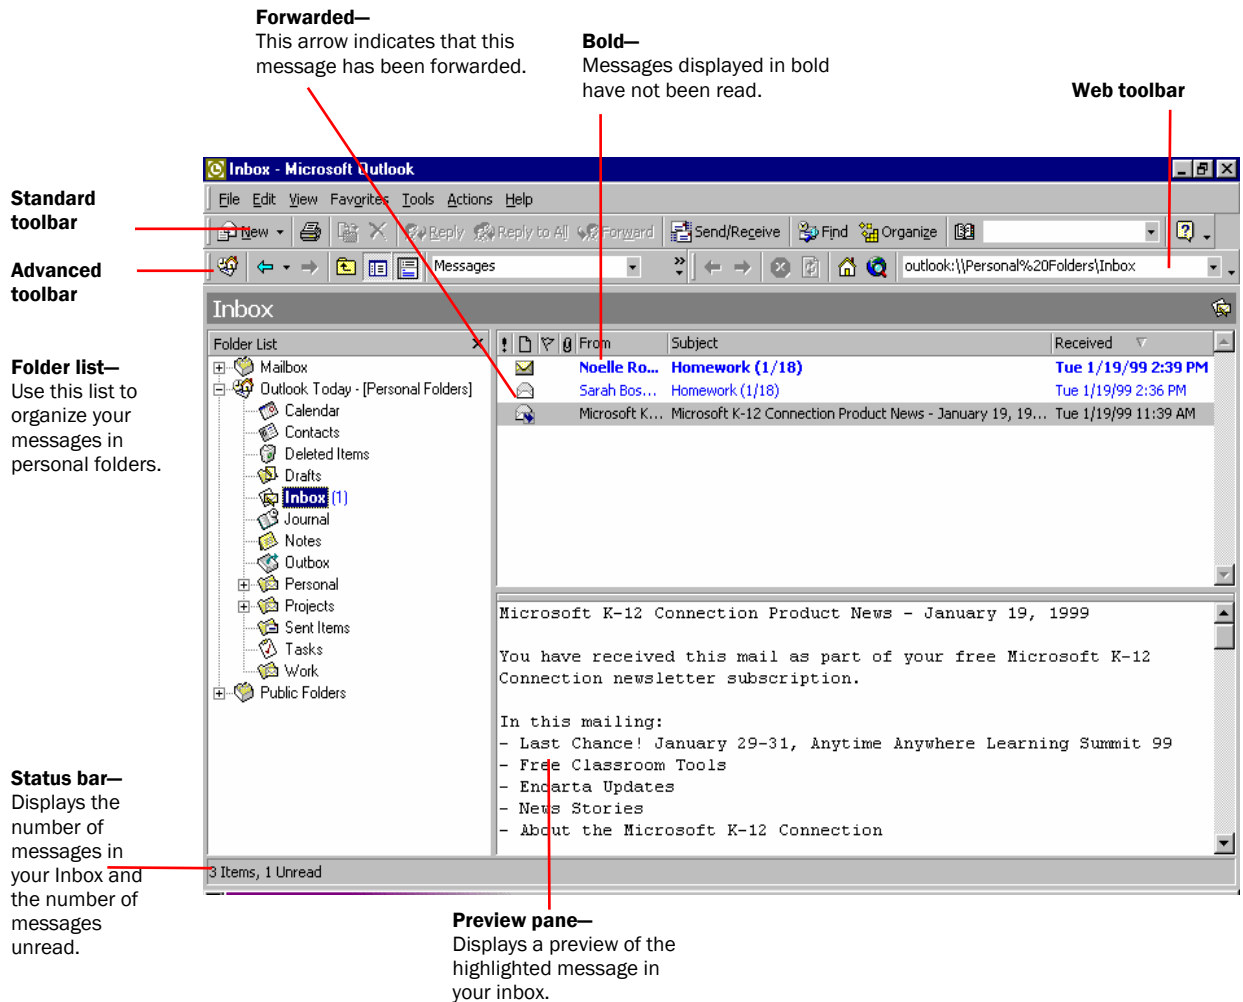 Forwarded—
This arrow indicates that this
message has been forwarded.
Bold—
Messages displayed in bold
have not been read.
Web toolbar
Standard
toolbar
Advanced
toolbar
Folder list—
Use this list to
organize your
messages in
personal folders.
Status bar—
Displays the
number of
messages in
your Inbox and
the number of
messages
unread.
Inbox - Microsoft Outlook
File Edit View Favorites Tools Actions Help
New Reply Reply to All Forward Send/Receive Find Organize
Messages outlook:\\Personal%20Folders\Inbox
Inbox
Folder List
Mailbox
Outlook Today - [Personal Folders]
Calendar
Contacts
Deleted Items
Drafts
Inbox (1)
Journal
Notes
Outbox
Personal
Projects
Sent Items
Tasks
Work
Public Folders
From Subject Received
Noelle Ro... Homework (1/18) Tue 1/19/99 2:39 PM
Sarah Bos... Homework (1/18) Tue 1/19/99 2:36 PM
Microsoft K... Microsoft K-12 Connection Product News - January 19, 19... Tue 1/19/99 11:39 AM
Microsoft K-12 Connection Product News - January 19, 1999
You have received this mail as part of your free Microsoft K-12
Connection newsletter subscription.
In this mailing:
- Last Chance! January 29-31, Anytime Anywhere Learning Summit 99
- Free Classroom Tools
- Encarta Updates
- News Stories
- About the Microsoft K-12 Connection
3 Items, 1 Unread
Preview pane—
Displays a preview of the
highlighted message in
your inbox.